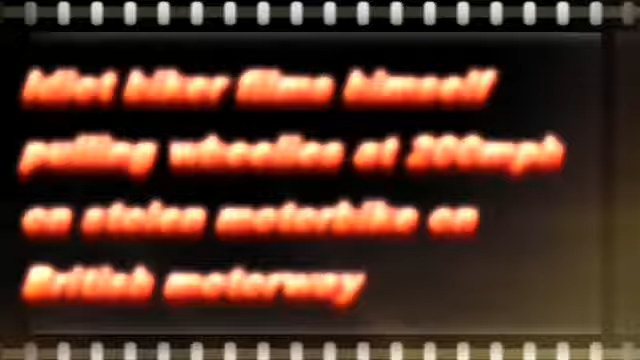 Idiot biker films himself
pulling wheelies at 200mph
on stolen motorbike on
British motorway